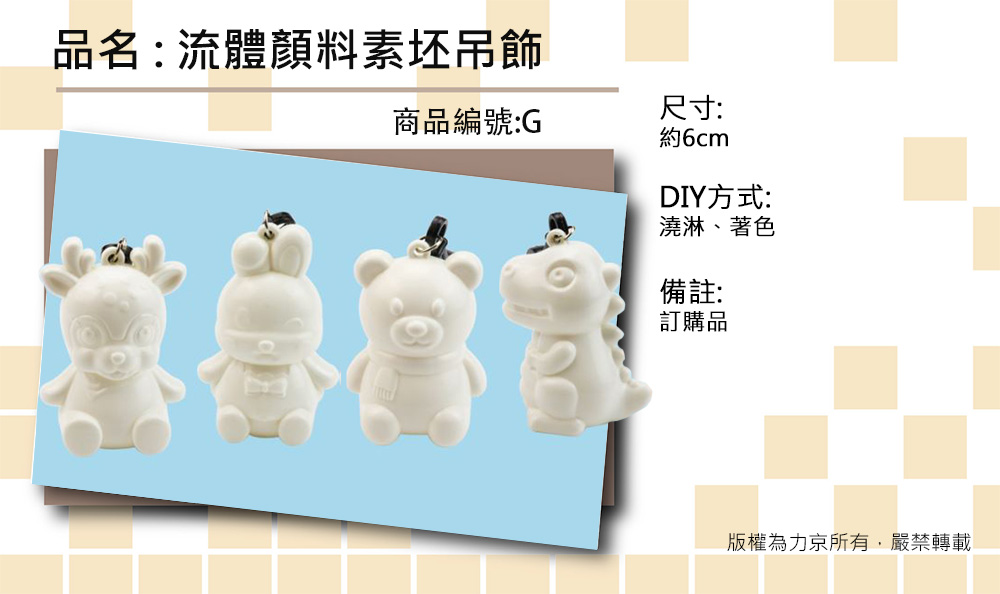 品名 : 流體顏料素坯吊飾
商品編號:G
尺寸:
約6cm
DIY方式:
澆淋、著色
備註:
訂購品
版權為力京所有，嚴禁轉載